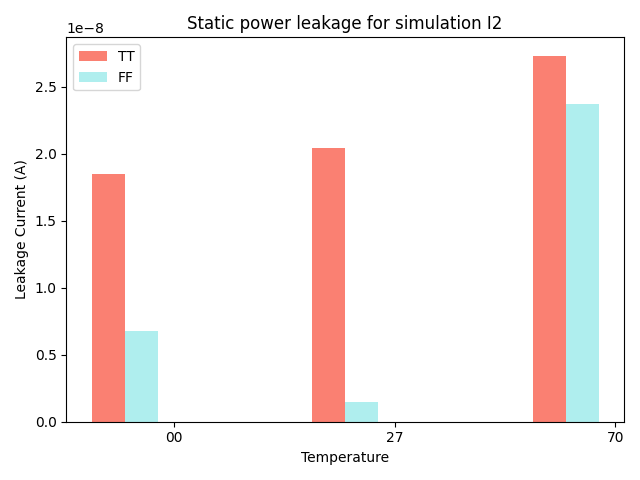 Static power leakage for simulation I2
1e−8
TT
FF
2.5
2.0
1.5
1.0
0.5
0.0
Leakage Current (A)
00 27 70
Temperature